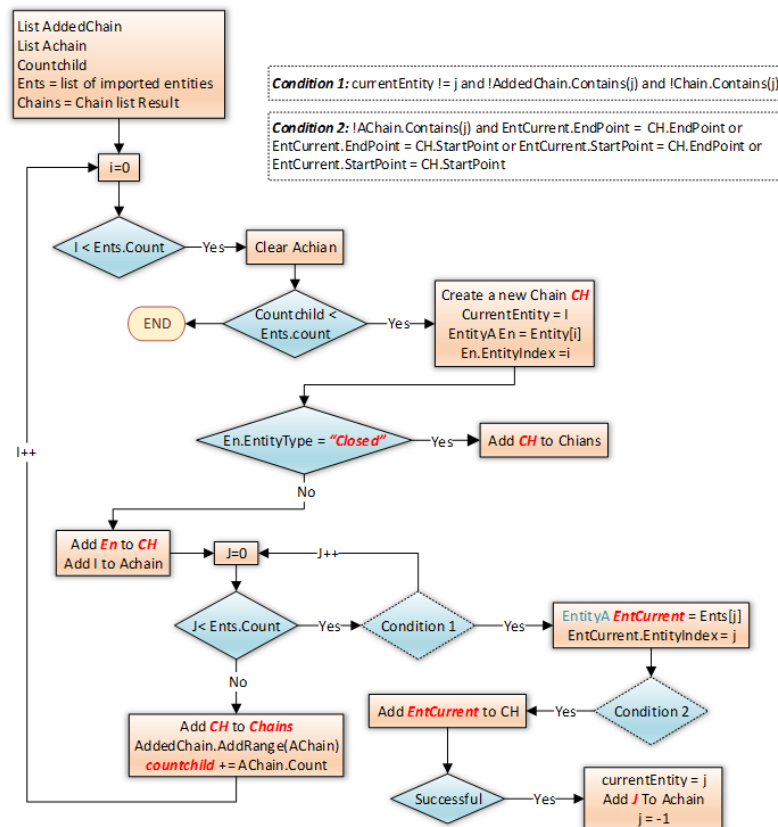 List AddedChain
List Achain
Countchild
Ents = list of imported entities
Chains = Chain list Result
Condition 1: currentEntity != j and !AddedChain.Contains(j) and !Chain.Contains(j)
Condition 2: !AChain.Contains(j) and EntCurrent.EndPoint = CH.EndPoint or
EntCurrent.EndPoint = CH.StartPoint or EntCurrent.StartPoint = CH.EndPoint or
EntCurrent.StartPoint = CH.StartPoint
i=0
I < Ents.Count
Yes
Clear Achian
END
Countchild <
Ents.count
Yes
Create a new Chain CH
CurrentEntity = I
EntityA En = Entity[i]
En.EntityIndex =i
En.EntityType = “Closed”
Yes
Add CH to Chians
I++
No
Add En to CH
Add I to Achain
J=0
J++
J< Ents.Count
Yes
Condition 1
Yes
EntityA EntCurrent = Ents[j]
EntCurrent.EntityIndex = j
No
Add EntCurrent to CH
Yes
Condition 2
Add CH to Chains
AddedChain.AddRange(AChain)
countchild += AChain.Count
Successful
Yes
currentEntity = j
Add J To Achain
j = -1